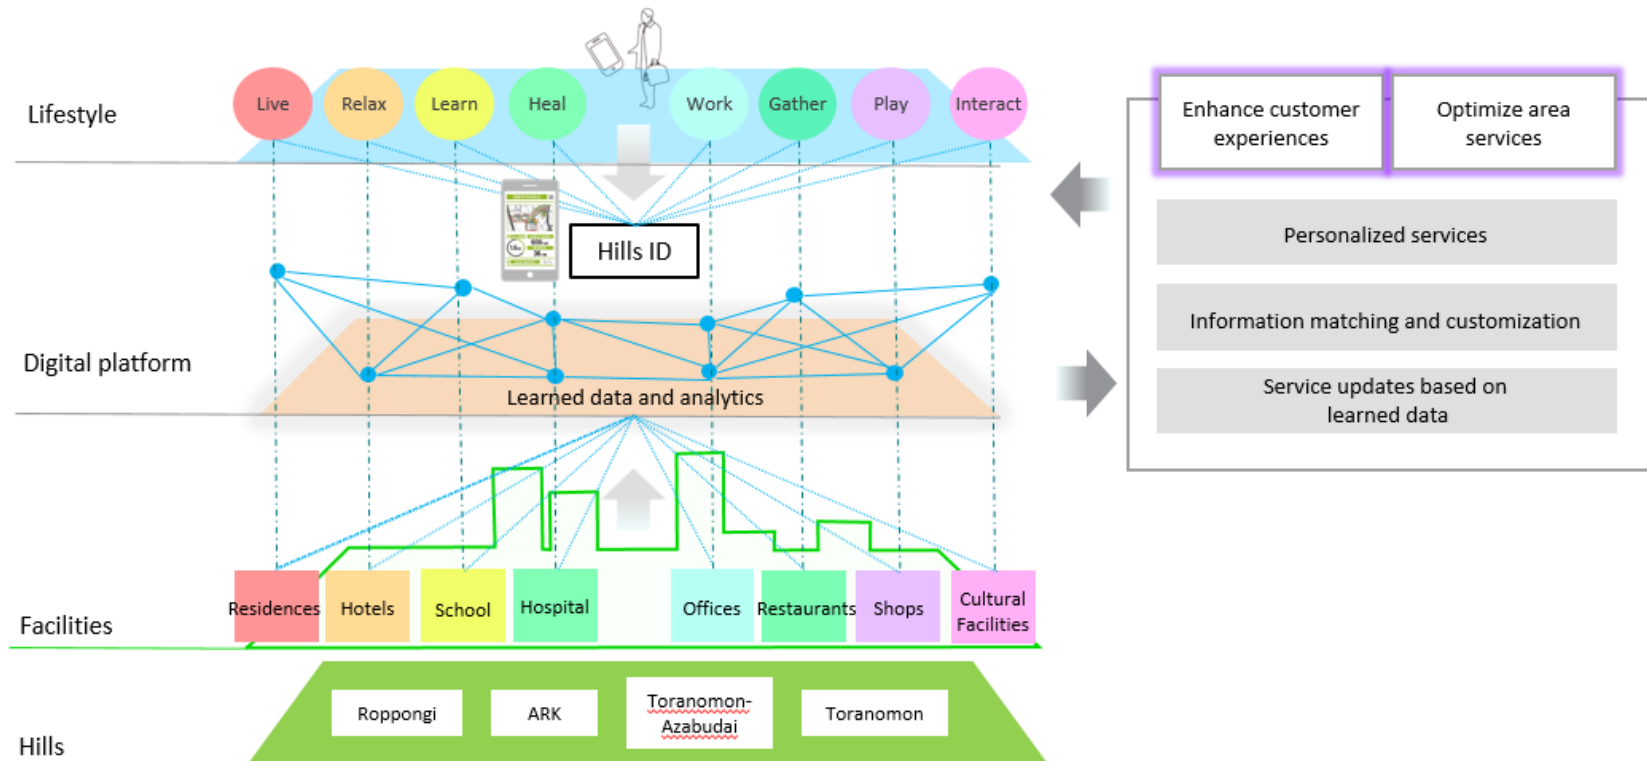 Lifestyle
Live
Relax
Learn
Heal
Work
Gather
Play
Interact
Hills ID
Digital platform
Learned data and analytics
Facilities
Residences
Hotels
School
Hospital
Offices
Restaurants
Shops
Cultural
Facilities
Hills
Roppongi
ARK
Toranomon-
Azabudai
Toranomon
Enhance customer
experiences
Optimize area
services
Personalized services
Information matching and customization
Service updates based on
learned data